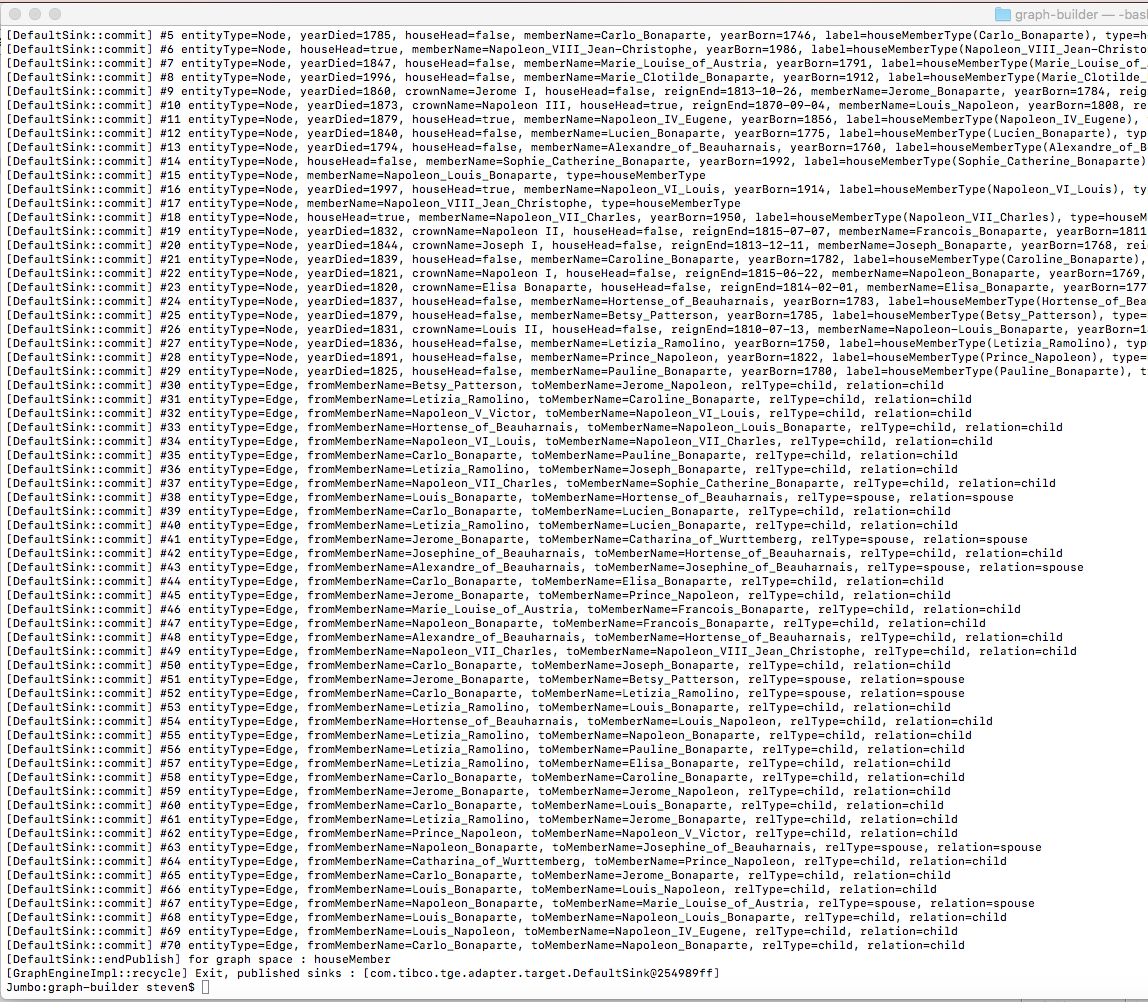 graph-builder — -bash
[DefaultSink::commit] #5 entityType=Node, yearDied=1785, houseHead=false, memberName=Carlo_Bonaparte, yearBorn=1746, label=houseMemberType(Carlo_Bonaparte), type=h
[DefaultSink::commit] #6 entityType=Node, houseHead=true, memberName=Napoleon_VIII_Jean-Christophe, yearBorn=1986, label=houseMemberType(Napoleon_VIII_Jean-Christo
[DefaultSink::commit] #7 entityType=Node, yearDied=1847, houseHead=false, memberName=Marie_Louise_of_Austria, yearBorn=1791, label=houseMemberType(Marie_Louise_of_
[DefaultSink::commit] #8 entityType=Node, yearDied=1996, houseHead=false, memberName=Marie_Clotilde_Bonaparte, yearBorn=1912, label=houseMemberType(Marie_Clotilde_
[DefaultSink::commit] #9 entityType=Node, yearDied=1860, crownName=Jerome I, houseHead=false, reignEnd=1813-10-26, memberName=Jerome_Bonaparte, yearBorn=1784, reig
[DefaultSink::commit] #10 entityType=Node, yearDied=1873, crownName=Napoleon III, houseHead=true, reignEnd=1870-09-04, memberName=Louis_Napoleon, yearBorn=1808, re
[DefaultSink::commit] #11 entityType=Node, yearDied=1879, houseHead=true, memberName=Napoleon_IV_Eugene, yearBorn=1856, label=houseMemberType(Napoleon_IV_Eugene),
[DefaultSink::commit] #12 entityType=Node, yearDied=1840, houseHead=false, memberName=Lucien_Bonaparte, yearBorn=1775, label=houseMemberType(Lucien_Bonaparte), typ
[DefaultSink::commit] #13 entityType=Node, yearDied=1794, houseHead=false, memberName=Alexandre_of_Beauharnais, yearBorn=1760, label=houseMemberType(Alexandre_of_B
[DefaultSink::commit] #14 entityType=Node, houseHead=false, memberName=Sophie_Catherine_Bonaparte, yearBorn=1992, label=houseMemberType(Sophie_Catherine_Bonaparte)
[DefaultSink::commit] #15 entityType=Node, memberName=Napoleon_Louis_Bonaparte, type=houseMemberType
[DefaultSink::commit] #16 entityType=Node, yearDied=1997, houseHead=true, memberName=Napoleon_VI_Louis, yearBorn=1914, label=houseMemberType(Napoleon_VI_Louis), ty
[DefaultSink::commit] #17 entityType=Node, memberName=Napoleon_VIII_Jean_Christophe, type=houseMemberType
[DefaultSink::commit] #18 entityType=Node, houseHead=true, memberName=Napoleon_VII_Charles, yearBorn=1950, label=houseMemberType(Napoleon_VII_Charles), type=houseM
[DefaultSink::commit] #19 entityType=Node, yearDied=1832, crownName=Napoleon II, houseHead=false, reignEnd=1815-07-07, memberName=Francois_Bonaparte, yearBorn=1811
[DefaultSink::commit] #20 entityType=Node, yearDied=1844, crownName=Joseph I, houseHead=false, reignEnd=1813-12-11, memberName=Joseph_Bonaparte, yearBorn=1768, rei
[DefaultSink::commit] #21 entityType=Node, yearDied=1839, houseHead=false, memberName=Caroline_Bonaparte, yearBorn=1782, label=houseMemberType(Caroline_Bonaparte),
[DefaultSink::commit] #22 entityType=Node, yearDied=1821, crownName=Napoleon I, houseHead=false, reignEnd=1815-06-22, memberName=Napoleon_Bonaparte, yearBorn=1769,
[DefaultSink::commit] #23 entityType=Node, yearDied=1820, crownName=Elisa Bonaparte, houseHead=false, reignEnd=1814-02-01, memberName=Elisa_Bonaparte, yearBorn=177
[DefaultSink::commit] #24 entityType=Node, yearDied=1837, houseHead=false, memberName=Hortense_of_Beauharnais, yearBorn=1783, label=houseMemberType(Hortense_of_Bea
[DefaultSink::commit] #25 entityType=Node, yearDied=1879, houseHead=false, memberName=Betsy_Patterson, yearBorn=1785, label=houseMemberType(Betsy_Patterson), type=
[DefaultSink::commit] #26 entityType=Node, yearDied=1831, crownName=Louis II, houseHead=false, reignEnd=1810-07-13, memberName=Napoleon-Louis_Bonaparte, yearBorn=1
[DefaultSink::commit] #27 entityType=Node, yearDied=1836, houseHead=false, memberName=Letizia_Ramolino, yearBorn=1750, label=houseMemberType(Letizia_Ramolino), typ
[DefaultSink::commit] #28 entityType=Node, yearDied=1891, houseHead=false, memberName=Prince_Napoleon, yearBorn=1822, label=houseMemberType(Prince_Napoleon), type=
[DefaultSink::commit] #29 entityType=Node, yearDied=1825, houseHead=false, memberName=Pauline_Bonaparte, yearBorn=1780, label=houseMemberType(Pauline_Bonaparte), t
[DefaultSink::commit] #30 entityType=Edge, fromMemberName=Betsy_Patterson, toMemberName=Jerome_Napoleon, relType=child, relation=child
[DefaultSink::commit] #31 entityType=Edge, fromMemberName=Letizia_Ramolino, toMemberName=Caroline_Bonaparte, relType=child, relation=child
[DefaultSink::commit] #32 entityType=Edge, fromMemberName=Napoleon_V_Victor, toMemberName=Napoleon_VI_Louis, relType=child, relation=child
[DefaultSink::commit] #33 entityType=Edge, fromMemberName=Hortense_of_Beauharnais, toMemberName=Napoleon_Louis_Bonaparte, relType=child, relation=child
[DefaultSink::commit] #34 entityType=Edge, fromMemberName=Napoleon_VI_Louis, toMemberName=Napoleon_VII_Charles, relType=child, relation=child
[DefaultSink::commit] #35 entityType=Edge, fromMemberName=Carlo_Bonaparte, toMemberName=Pauline_Bonaparte, relType=child, relation=child
[DefaultSink::commit] #36 entityType=Edge, fromMemberName=Letizia_Ramolino, toMemberName=Joseph_Bonaparte, relType=child, relation=child
[DefaultSink::commit] #37 entityType=Edge, fromMemberName=Napoleon_VII_Charles, toMemberName=Sophie_Catherine_Bonaparte, relType=child, relation=child
[DefaultSink::commit] #38 entityType=Edge, fromMemberName=Louis_Bonaparte, toMemberName=Hortense_of_Beauharnais, relType=spouse, relation=spouse
[DefaultSink::commit] #39 entityType=Edge, fromMemberName=Carlo_Bonaparte, toMemberName=Lucien_Bonaparte, relType=child, relation=child
[DefaultSink::commit] #40 entityType=Edge, fromMemberName=Letizia_Ramolino, toMemberName=Lucien_Bonaparte, relType=child, relation=child
[DefaultSink::commit] #41 entityType=Edge, fromMemberName=Jerome_Bonaparte, toMemberName=Catharina_of_Wurttemberg, relType=spouse, relation=spouse
[DefaultSink::commit] #42 entityType=Edge, fromMemberName=Josephine_of_Beauharnais, toMemberName=Hortense_of_Beauharnais, relType=child, relation=child
[DefaultSink::commit] #43 entityType=Edge, fromMemberName=Alexandre_of_Beauharnais, toMemberName=Josephine_of_Beauharnais, relType=spouse, relation=spouse
[DefaultSink::commit] #44 entityType=Edge, fromMemberName=Carlo_Bonaparte, toMemberName=Elisa_Bonaparte, relType=child, relation=child
[DefaultSink::commit] #45 entityType=Edge, fromMemberName=Jerome_Bonaparte, toMemberName=Prince_Napoleon, relType=child, relation=child
[DefaultSink::commit] #46 entityType=Edge, fromMemberName=Marie_Louise_of_Austria, toMemberName=Francois_Bonaparte, relType=child, relation=child
[DefaultSink::commit] #47 entityType=Edge, fromMemberName=Napoleon_Bonaparte, toMemberName=Francois_Bonaparte, relType=child, relation=child
[DefaultSink::commit] #48 entityType=Edge, fromMemberName=Alexandre_of_Beauharnais, toMemberName=Hortense_of_Beauharnais, relType=child, relation=child
[DefaultSink::commit] #49 entityType=Edge, fromMemberName=Napoleon_VII_Charles, toMemberName=Napoleon_VIII_Jean_Christophe, relType=child, relation=child
[DefaultSink::commit] #50 entityType=Edge, fromMemberName=Carlo_Bonaparte, toMemberName=Joseph_Bonaparte, relType=child, relation=child
[DefaultSink::commit] #51 entityType=Edge, fromMemberName=Jerome_Bonaparte, toMemberName=Betsy_Patterson, relType=spouse, relation=spouse
[DefaultSink::commit] #52 entityType=Edge, fromMemberName=Carlo_Bonaparte, toMemberName=Letizia_Ramolino, relType=spouse, relation=spouse
[DefaultSink::commit] #53 entityType=Edge, fromMemberName=Letizia_Ramolino, toMemberName=Louis_Bonaparte, relType=child, relation=child
[DefaultSink::commit] #54 entityType=Edge, fromMemberName=Hortense_of_Beauharnais, toMemberName=Louis_Napoleon, relType=child, relation=child
[DefaultSink::commit] #55 entityType=Edge, fromMemberName=Letizia_Ramolino, toMemberName=Napoleon_Bonaparte, relType=child, relation=child
[DefaultSink::commit] #56 entityType=Edge, fromMemberName=Letizia_Ramolino, toMemberName=Pauline_Bonaparte, relType=child, relation=child
[DefaultSink::commit] #57 entityType=Edge, fromMemberName=Letizia_Ramolino, toMemberName=Elisa_Bonaparte, relType=child, relation=child
[DefaultSink::commit] #58 entityType=Edge, fromMemberName=Carlo_Bonaparte, toMemberName=Caroline_Bonaparte, relType=child, relation=child
[DefaultSink::commit] #59 entityType=Edge, fromMemberName=Jerome_Bonaparte, toMemberName=Jerome_Napoleon, relType=child, relation=child
[DefaultSink::commit] #60 entityType=Edge, fromMemberName=Carlo_Bonaparte, toMemberName=Louis_Bonaparte, relType=child, relation=child
[DefaultSink::commit] #61 entityType=Edge, fromMemberName=Letizia_Ramolino, toMemberName=Jerome_Bonaparte, relType=child, relation=child
[DefaultSink::commit] #62 entityType=Edge, fromMemberName=Prince_Napoleon, toMemberName=Napoleon_V_Victor, relType=child, relation=child
[DefaultSink::commit] #63 entityType=Edge, fromMemberName=Napoleon_Bonaparte, toMemberName=Josephine_of_Beauharnais, relType=spouse, relation=spouse
[DefaultSink::commit] #64 entityType=Edge, fromMemberName=Catharina_of_Wurttemberg, toMemberName=Prince_Napoleon, relType=child, relation=child
[DefaultSink::commit] #65 entityType=Edge, fromMemberName=Carlo_Bonaparte, toMemberName=Jerome_Bonaparte, relType=child, relation=child
[DefaultSink::commit] #66 entityType=Edge, fromMemberName=Louis_Bonaparte, toMemberName=Louis_Napoleon, relType=child, relation=child
[DefaultSink::commit] #67 entityType=Edge, fromMemberName=Napoleon_Bonaparte, toMemberName=Marie_Louise_of_Austria, relType=spouse, relation=spouse
[DefaultSink::commit] #68 entityType=Edge, fromMemberName=Louis_Bonaparte, toMemberName=Napoleon_Louis_Bonaparte, relType=child, relation=child
[DefaultSink::commit] #69 entityType=Edge, fromMemberName=Louis_Napoleon, toMemberName=Napoleon_IV_Eugene, relType=child, relation=child
[DefaultSink::commit] #70 entityType=Edge, fromMemberName=Carlo_Bonaparte, toMemberName=Napoleon_Bonaparte, relType=child, relation=child
[DefaultSink::endPublish] for graph space : houseMember
[GraphEngineImpl::recycle] Exit, published sinks : [com.tibco.tge.adapter.target.DefaultSink@254989ff]
Jumbo:graph-builder steven$